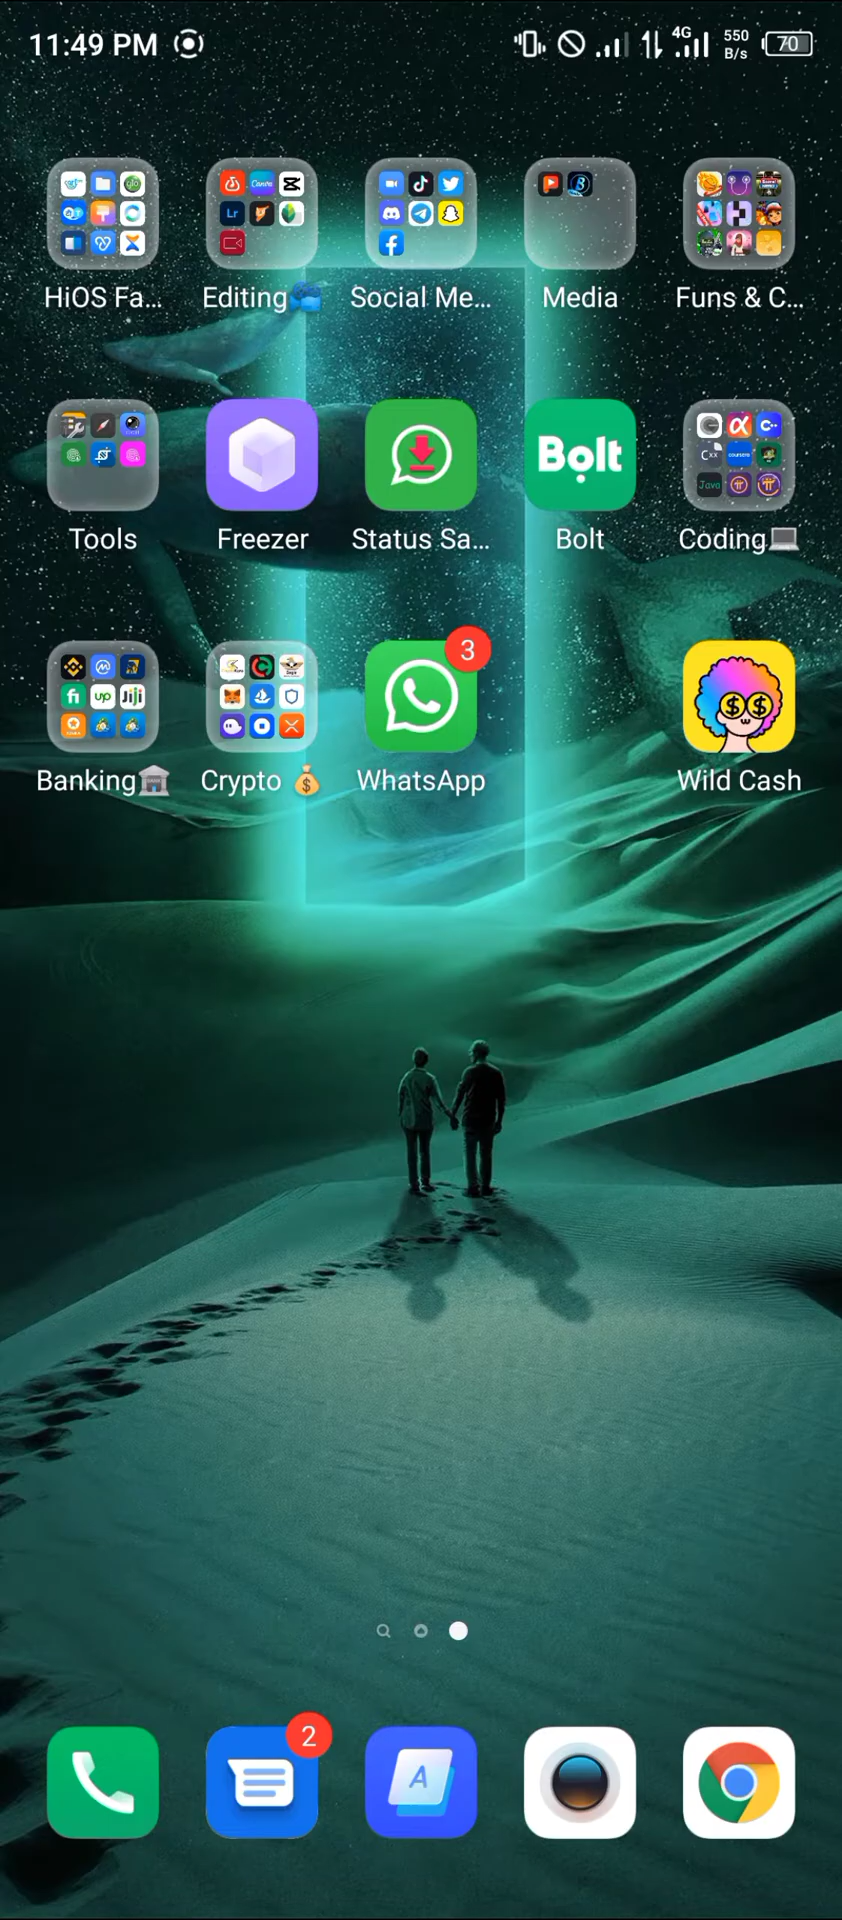 11:49 PM 4G 550 B/s 70
HiOS Fa... Editing Social Me... Media Funs & C...
Bolt
Tools Freezer Status Sa... Bolt Coding
3
Banking Crypto WhatsApp Wild Cash
2
A